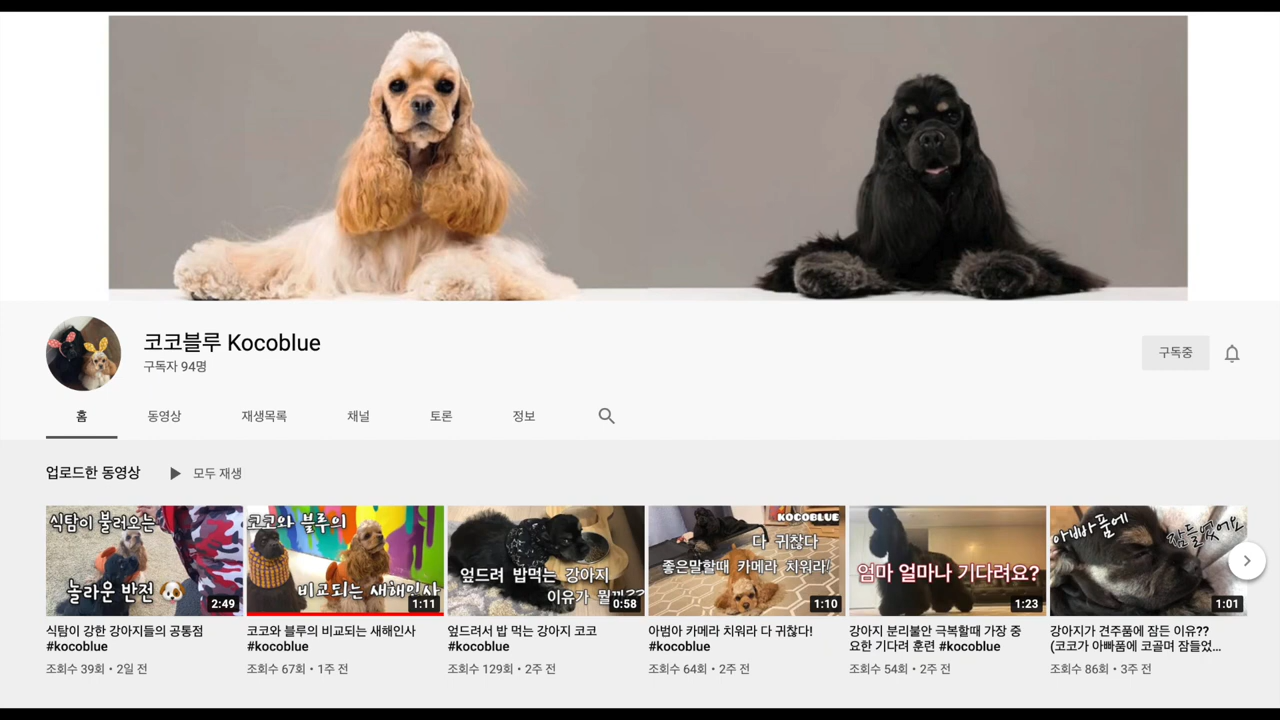 코코블루 Kocoblue
구독자 94명
구독중
홈
동영상
재생목록
채널
토론
정보
업로드한 동영상
모두 재생
식탐이 불러오는
놀라운 반전
2:49
식탐이 강한 강아지들의 공통점
#kocoblue
조회수 39회 • 2일 전
코코와 블루의
비교되는 새해인사
1:11
코코와 블루의 비교되는 새해인사
#kocoblue
조회수 67회 • 1주 전
엎드려 밥먹는 강아지
이유가
0:58
엎드려서 밥 먹는 강아지 코코
#kocoblue
조회수 129회 • 2주 전
KOCOBLUE
다 귀찮다
좋은말할때 카메라 치워라!
1:10
아범아 카메라 치워라 다 귀찮다!
#kocoblue
조회수 64회 • 2주 전
엄마 얼마나 기다려요?
1:23
강아지 분리불안 극복할때 가장 중
요한 기다려 훈련 #kocoblue
조회수 54회 • 2주 전
아빠품에
잠들었어요
1:01
강아지가 견주품에 잠든 이유??
(코코가 아빠품에 코골며 잠들었...
조회수 86회 • 3주 전